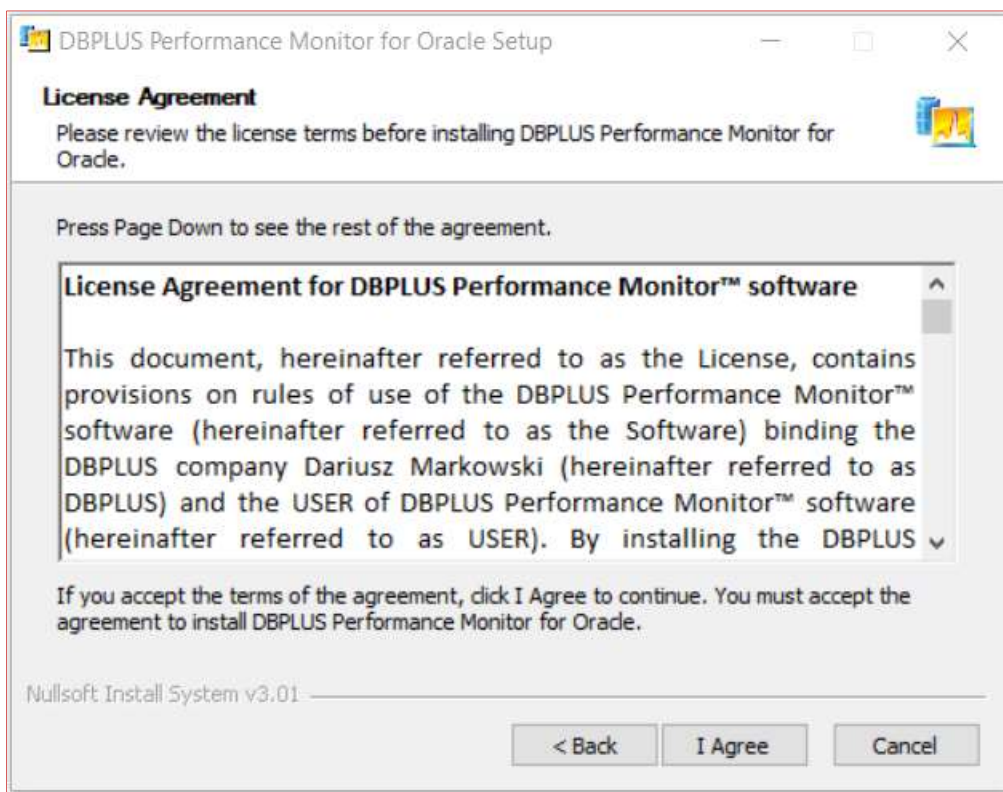 DBPLUS Performance Monitor for Oracle Setup
License Agreement
Please review the license terms before installing DBPLUS Performance Monitor for
Oracle.
Press Page Down to see the rest of the agreement.
License Agreement for DBPLUS Performance Monitor™ software
This document, hereinafter referred to as the License, contains
provisions on rules of use of the DBPLUS Performance Monitor™
software (hereinafter referred to as the Software) binding the
DBPLUS company Dariusz Markowski (hereinafter referred to as
DBPLUS) and the USER of DBPLUS Performance Monitor™ software
(hereinafter referred to as USER). By installing the DBPLUS
If you accept the terms of the agreement, click I Agree to continue. You must accept the
agreement to install DBPLUS Performance Monitor for Oracle.
Nullsoft Install System v3.01
< Back I Agree Cancel